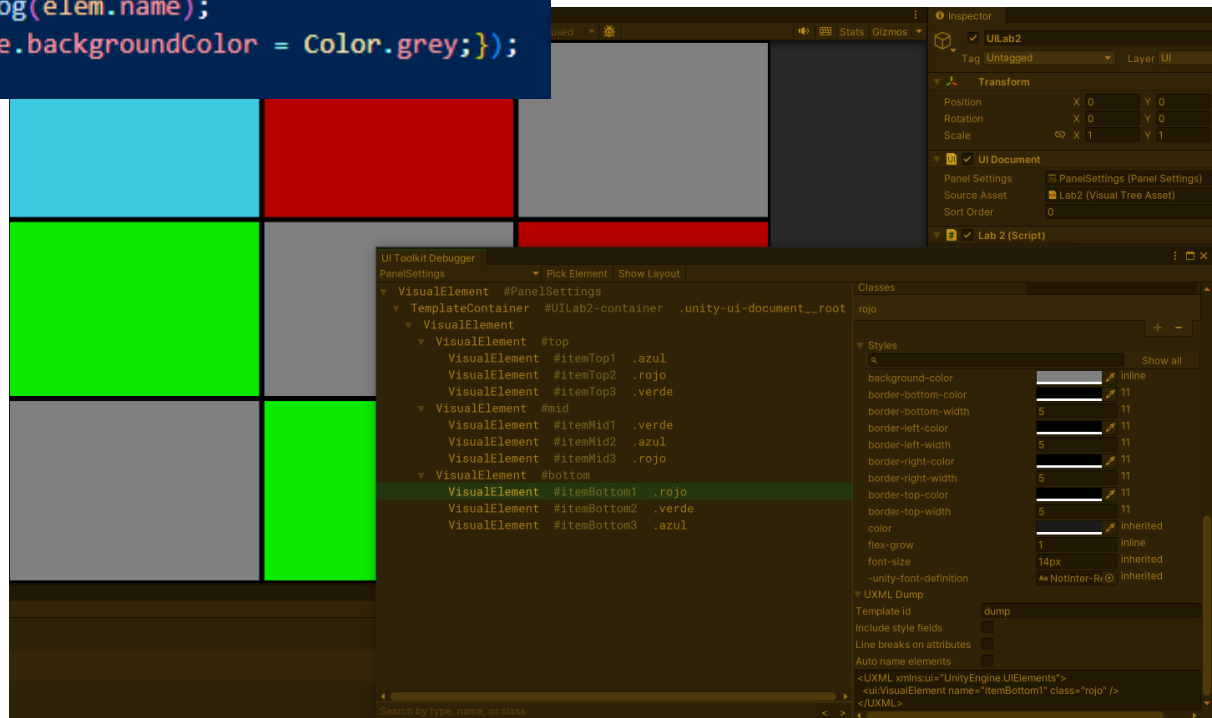 og(elem.name);
e.backgroundColor = Color.grey;});
used
Stats Gizmos
Inspector
UILab2
Tag Untagged Layer UI
Transform
Position X 0 Y 0
Rotation X 0 Y 0
Scale X 1 Y 1
UI Document
Panel Settings PanelSettings (Panel Settings)
Source Asset Lab2 (Visual Tree Asset)
Sort Order 0
Lab 2 (Script)
UI Toolkit Debugger
PanelSettings Pick Element Show Layout
VisualElement #PanelSettings
TemplateContainer #UILab2-container .unity-ui-document__root
VisualElement
VisualElement #top
VisualElement #itemTop1 .azul
VisualElement #itemTop2 .rojo
VisualElement #itemTop3 .verde
VisualElement #mid
VisualElement #itemMid1 .verde
VisualElement #itemMid2 .azul
VisualElement #itemMid3 .rojo
VisualElement #bottom
VisualElement #itemBottom1 .rojo
VisualElement #itemBottom2 .verde
VisualElement #itemBottom3 .azul
Search by type, name, or class
< >
Classes
rojo
+ -
Styles
Show all
background-color inline
border-bottom-color 11
border-bottom-width 5 11
border-left-color 11
border-left-width 5 11
border-right-color 11
border-right-width 5 11
border-top-color 11
border-top-width 5 11
color inherited
flex-grow 1 inline
font-size 14px inherited
-unity-font-definition Aa NotInter-R inherited
UXML Dump
Template id dump
Include style fields
Line breaks on attributes
Auto name elements
<UXML xmlns:ui="UnityEngine.UIElements">
<ui:VisualElement name="itemBottom1" class="rojo" />
</UXML>